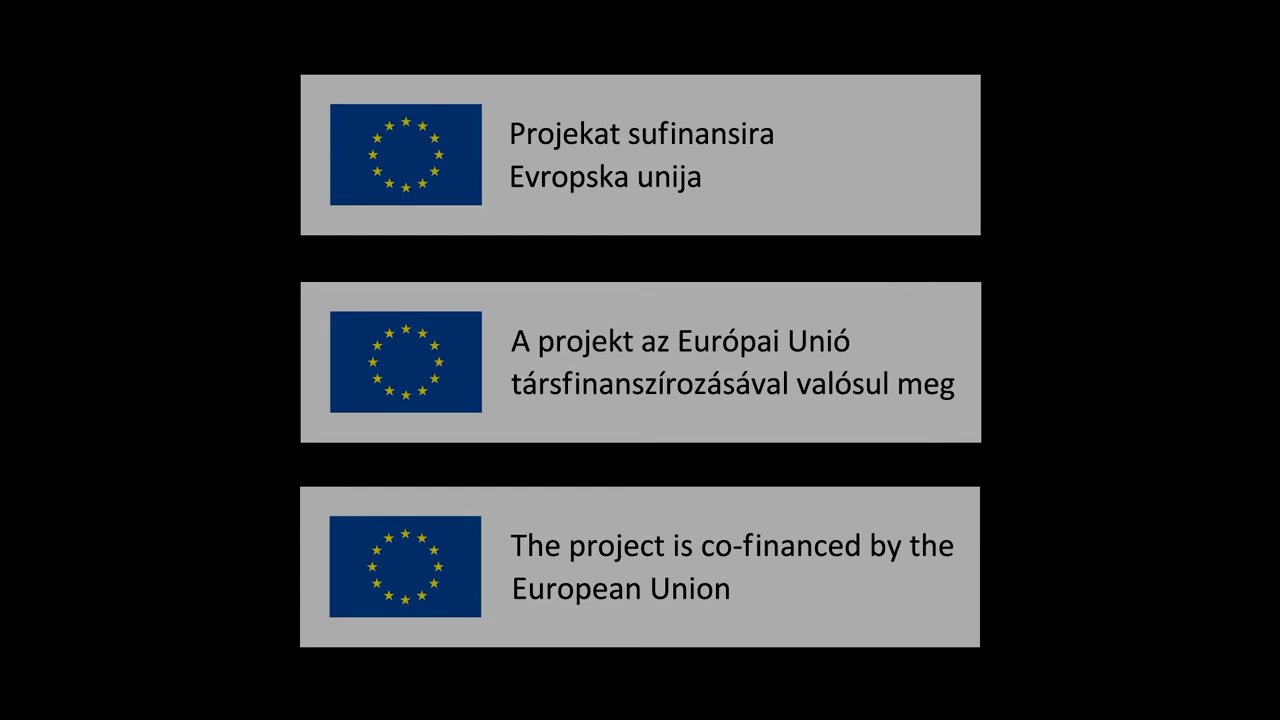 Projekat sufinansira
Evropska unija
A projekt az Európai Unió
társfinanszírozásával valósul meg
The project is co-financed by the
European Union